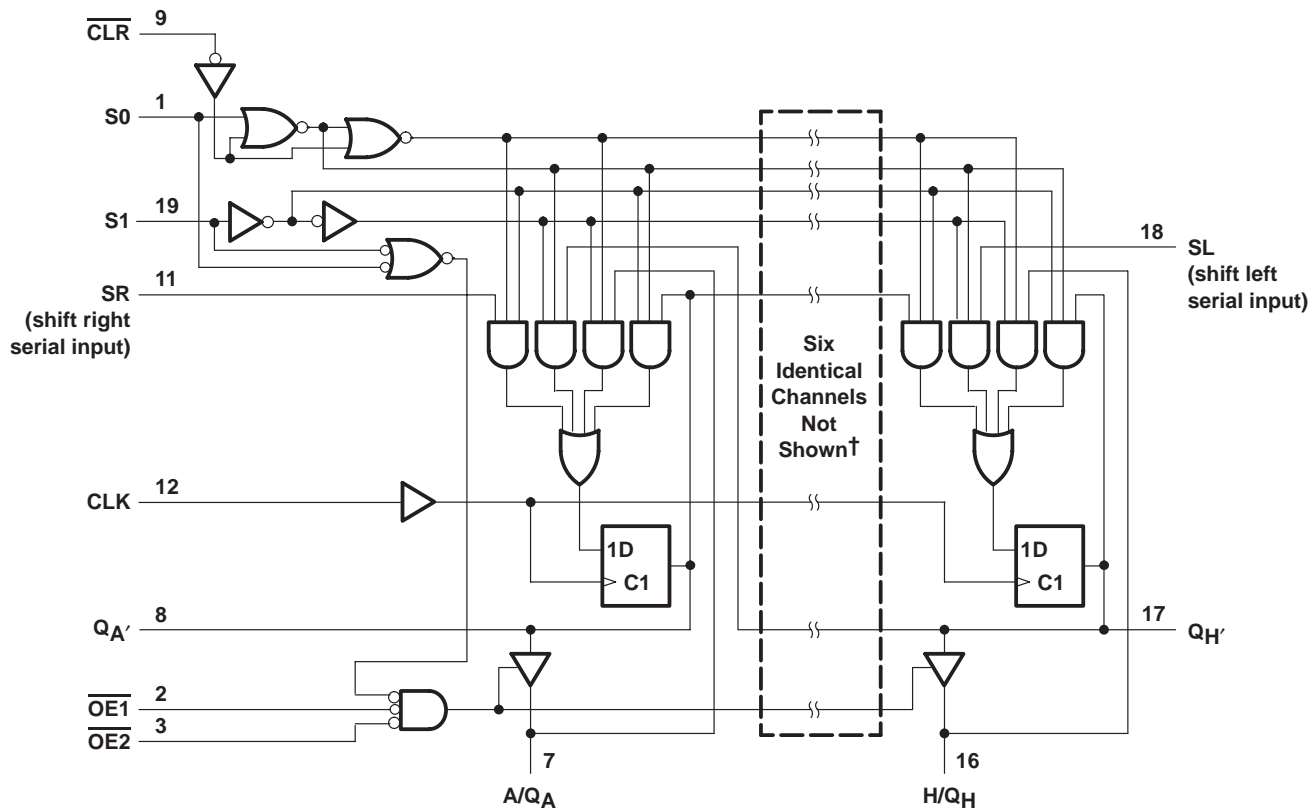 CLR 9
S0 1
S1 19
SR 11
(shift right
serial input)
18 SL
(shift left
serial input)
Six
Identical
Channels
Not
Shown†
CLK 12
1D
C1
1D
C1
QA′ 8
17 QH′
OE1 2
OE2 3
7
A/QA
16
H/QH